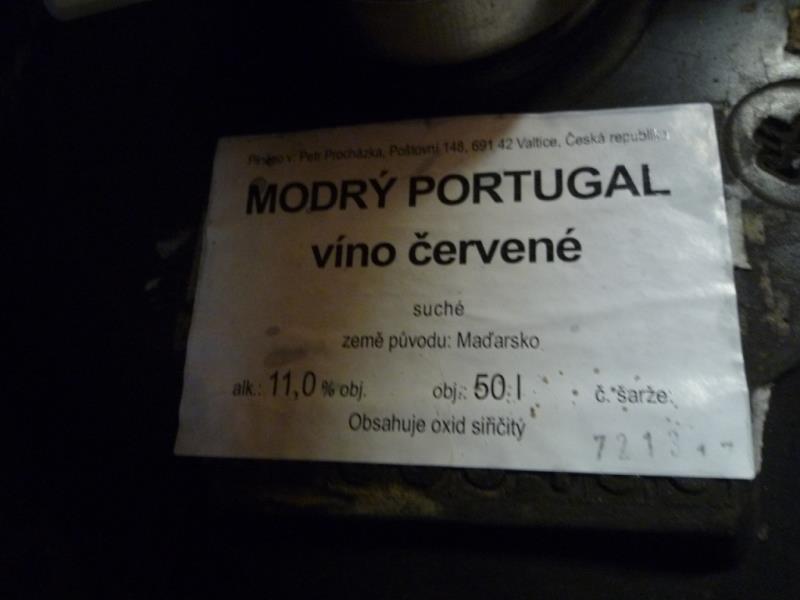 Plněno v: Petr Procházka, Poštovní 148, 691 42 Valtice, Česká republika
MODRÝ PORTUGAL
víno červené
suché
země původu: Maďarsko
alk.: 11,0 % obj. obj.: 50 l č. šarže:
Obsahuje oxid siřičitý